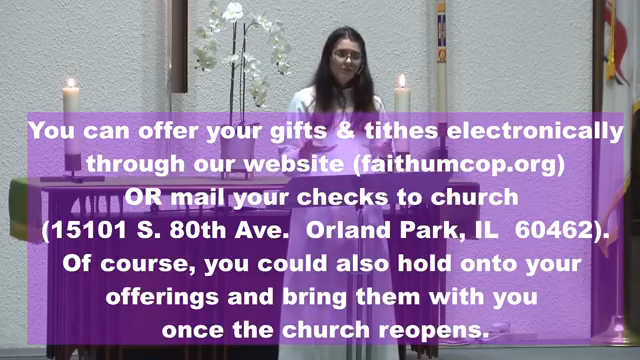 You can offer your gifts & tithes electronically
through our website (faithumcop.org)
OR mail your checks to church
(15101 S. 80th Ave.  Orland Park, IL  60462).
Of course, you could also hold onto your
offerings and bring them with you
once the church reopens.